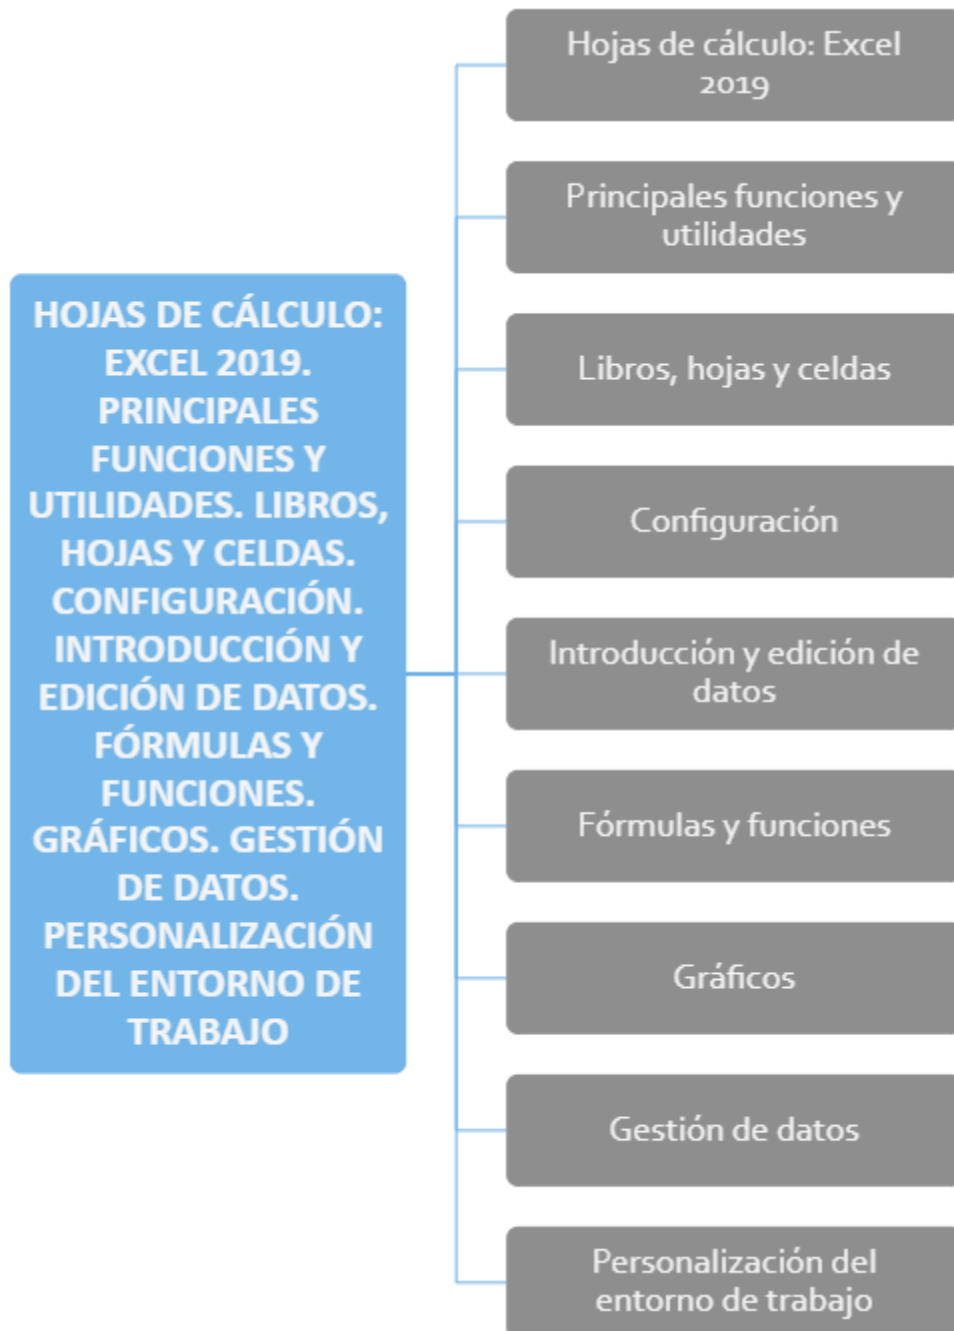 HOJAS DE CÁLCULO:
EXCEL 2019.
PRINCIPALES
FUNCIONES Y
UTILIDADES. LIBROS,
HOJAS Y CELDAS.
CONFIGURACIÓN.
INTRODUCCIÓN Y
EDICIÓN DE DATOS.
FÓRMULAS Y
FUNCIONES.
GRÁFICOS. GESTIÓN
DE DATOS.
PERSONALIZACIÓN
DEL ENTORNO DE
TRABAJO
Hojas de cálculo: Excel
2019
Principales funciones y
utilidades
Libros, hojas y celdas
Configuración
Introducción y edición de
datos
Fórmulas y funciones
Gráficos
Gestión de datos
Personalización del
entorno de trabajo